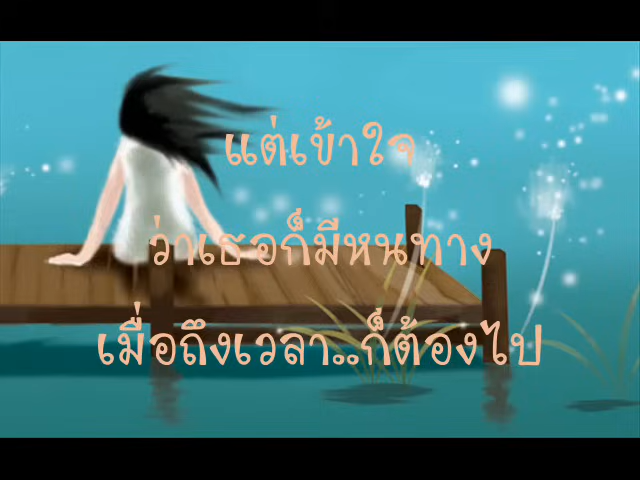 แต่เข้าใจ
ว่าเธอก็มีหนทาง
เมื่อถึงเวลา..ก็ต้องไป